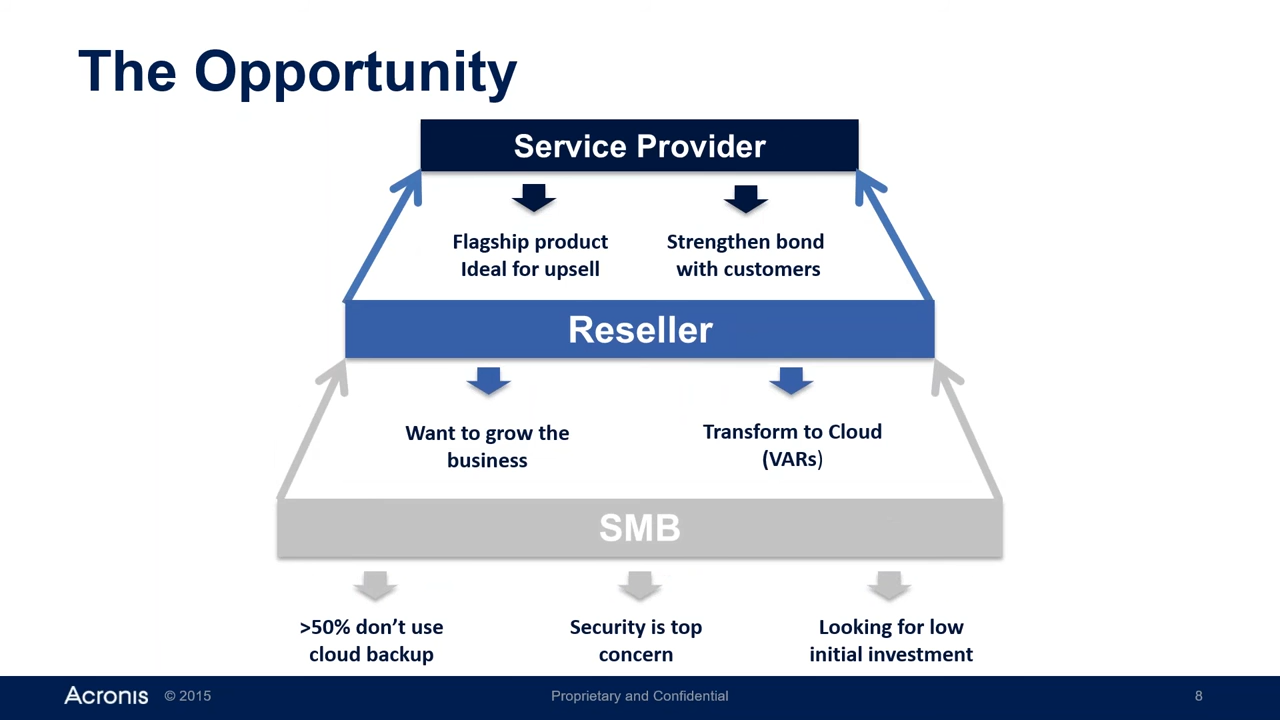 The Opportunity
Service Provider
Flagship product
Ideal for upsell
Strengthen bond
with customers
Reseller
Want to grow the
business
Transform to Cloud
(VARs)
SMB
>50% don’t use
cloud backup
Security is top
concern
Looking for low
initial investment
Acronis © 2015
Proprietary and Confidential
8